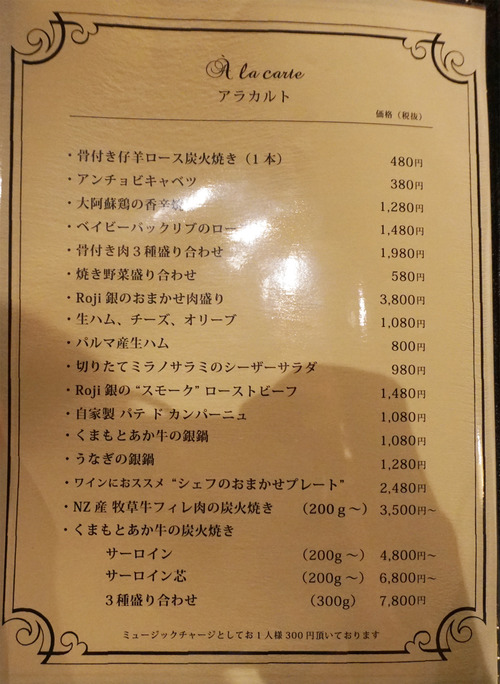 À la carte
アラカルト
価格（税抜）
・骨付き仔羊ロース炭火焼き（1本） 480円
・アンチョビキャベツ 380円
・大阿蘇鶏の香辛焼 1,280円
・ベイビーバックリブのロー 1,480円
・骨付き肉３種盛り合わせ 1,980円
・焼き野菜盛り合わせ 580円
・Roji 銀のおまかせ肉盛り 3,800円
・生ハム、チーズ、オリーブ 1,080円
・パルマ産生ハム 800円
・切りたてミラノサラミのシーザーサラダ 980円
・Roji 銀の “スモーク” ローストビーフ 1,480円
・自家製 パテ ド カンパーニュ 1,080円
・くまもとあか牛の銀鍋 1,080円
・うなぎの銀鍋 1,280円
・ワインにおススメ “シェフのおまかせプレート” 2,480円
・NZ産 牧草牛フィレ肉の炭火焼き （200ｇ～） 3,500円～
・くまもとあか牛の炭火焼き
サーロイン （200g～） 4,800円～
サーロイン芯 （200g～） 6,800円～
３種盛り合わせ （300g） 7,800円
ミュージックチャージとしてお１人様300円頂いております